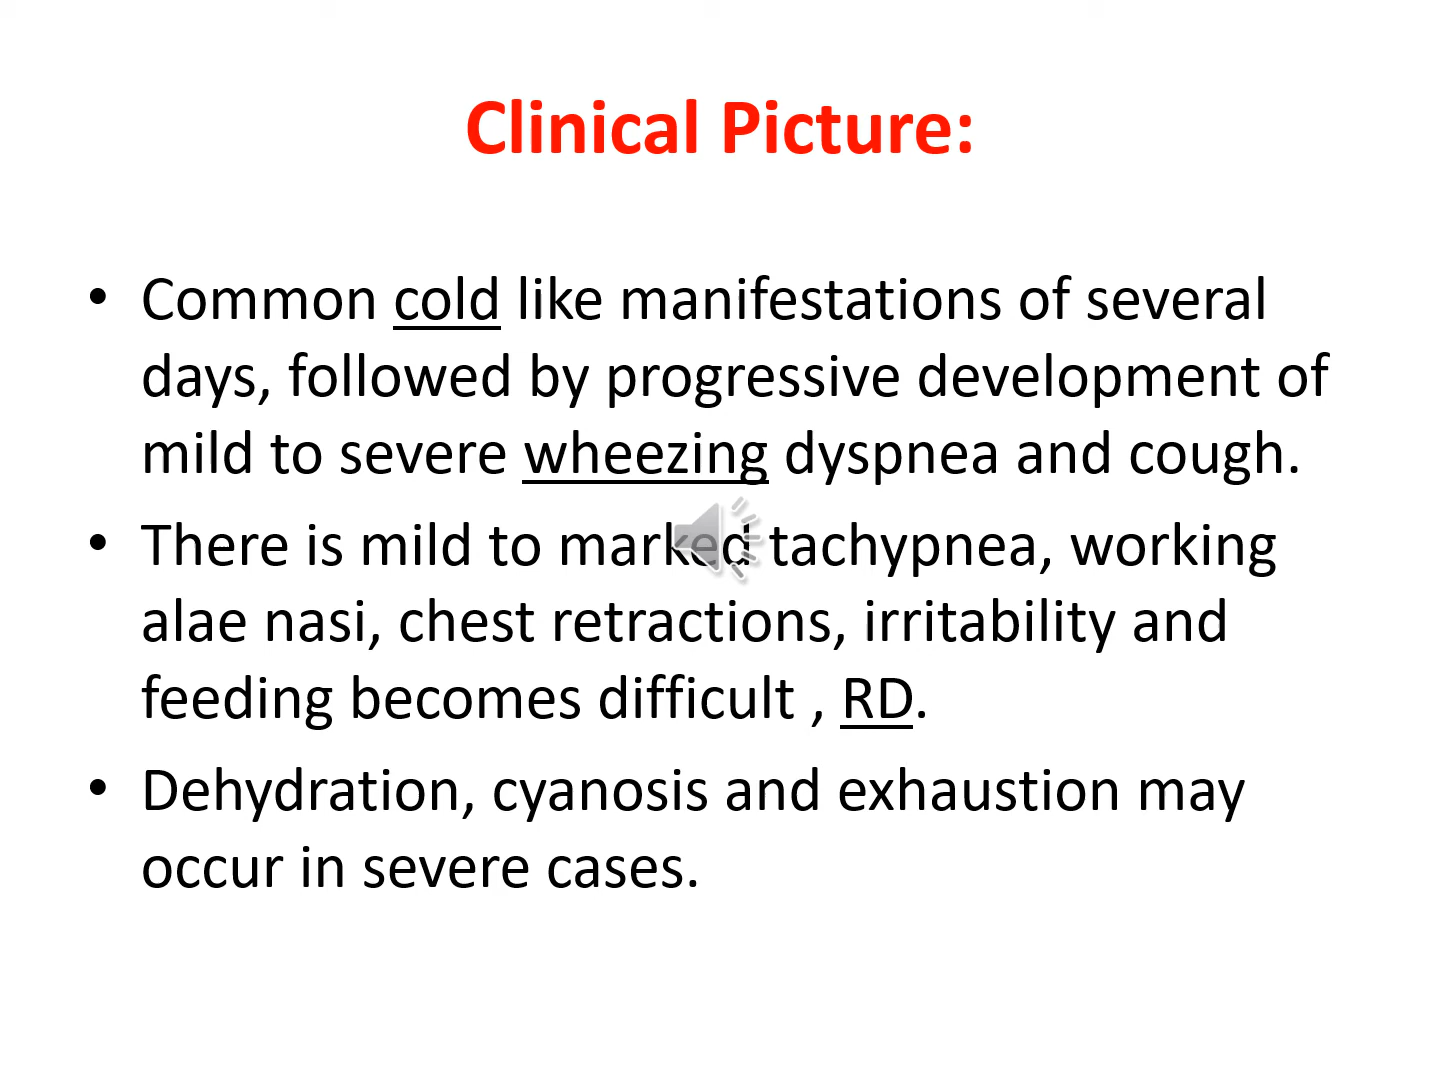 Clinical Picture:
• Common cold like manifestations of several
days, followed by progressive development of
mild to severe wheezing dyspnea and cough.
• There is mild to marked tachypnea, working
alae nasi, chest retractions, irritability and
feeding becomes difficult , RD.
• Dehydration, cyanosis and exhaustion may
occur in severe cases.